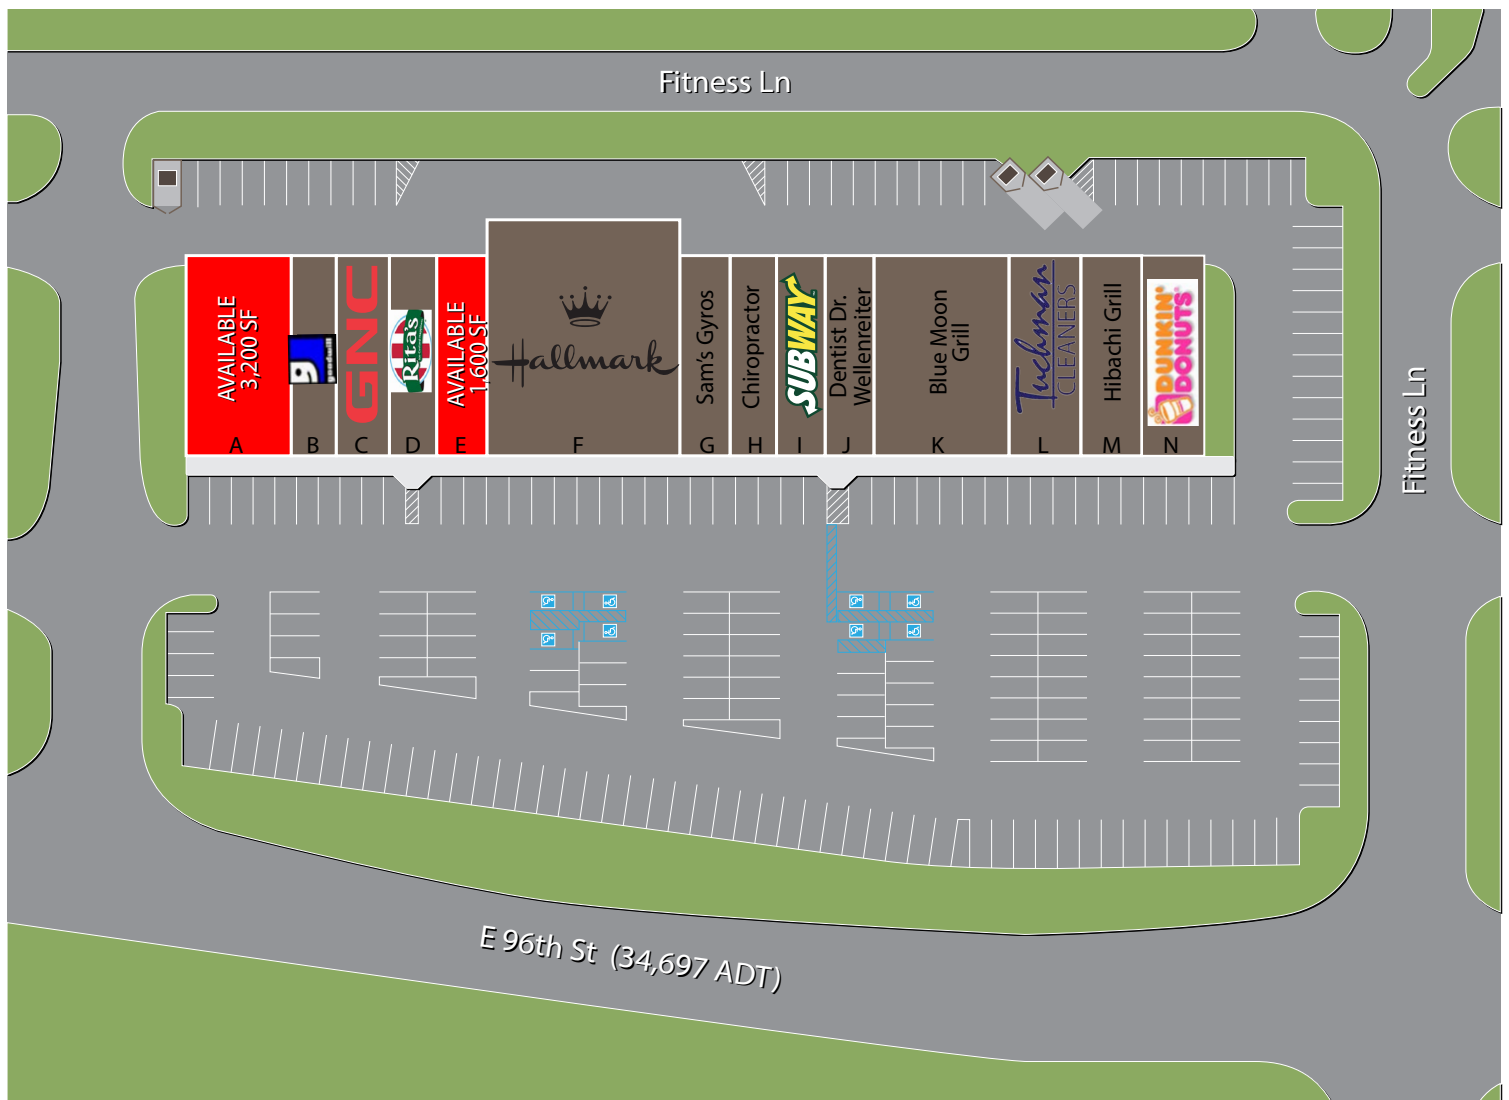 Fitness Ln
AVAILABLE
3,200 SF
A
goodwill
B
GNC
C
Rita's
D
AVAILABLE
1,600 SF
E
Hallmark
F
Sam's Gyros
G
Chiropractor
H
SUBWAY
I
Dentist Dr.
Wellenreiter
J
Blue Moon
Grill
K
Tuchman
CLEANERS
L
Hibachi Grill
M
DUNKIN'
DONUTS
N
Fitness Ln
E 96th St (34,697 ADT)